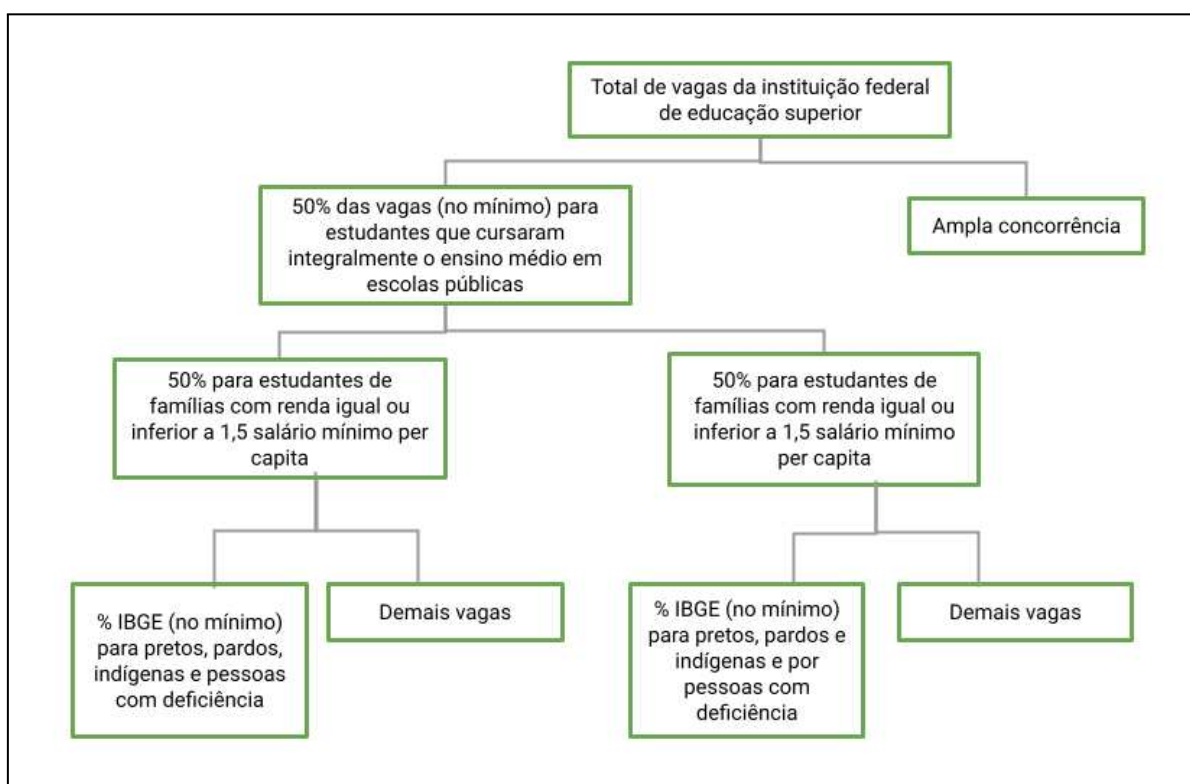 Total de vagas da instituição federal
de educação superior
50% das vagas (no mínimo) para
estudantes que cursaram
integralmente o ensino médio em
escolas públicas
Ampla concorrência
50% para estudantes de
famílias com renda igual ou
inferior a 1,5 salário mínimo per
capita
50% para estudantes de
famílias com renda igual ou
inferior a 1,5 salário mínimo
per capita
% IBGE (no mínimo)
para pretos, pardos,
indígenas e pessoas
com deficiência
Demais vagas
% IBGE (no mínimo)
para pretos, pardos e
indígenas e por
pessoas com
deficiência
Demais vagas